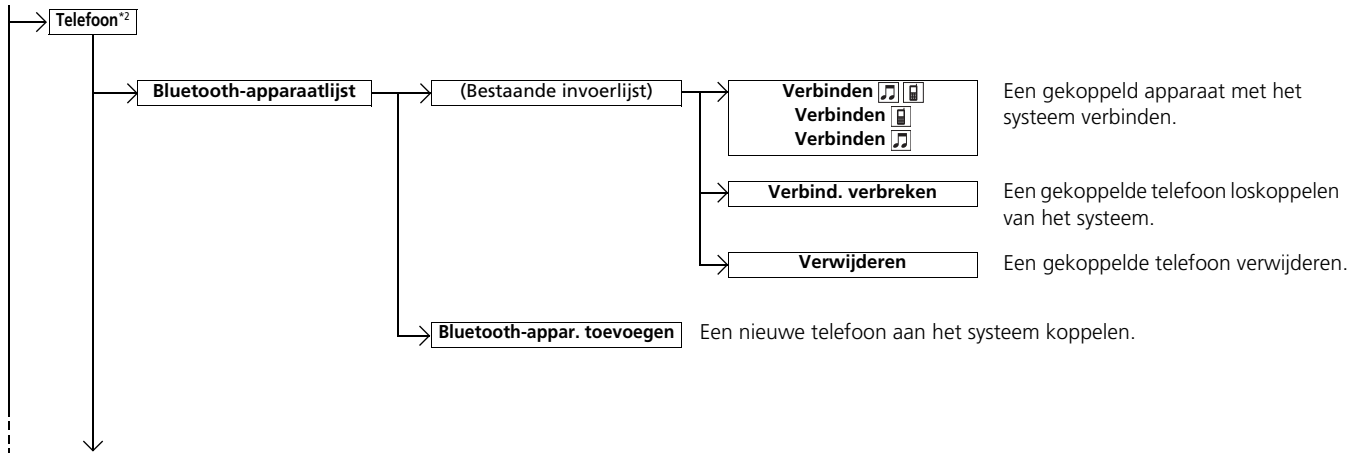 Telefoon*2
Bluetooth-apparaatlijst
(Bestaande invoerlijst)
Verbinden
Verbinden
Verbinden
Een gekoppeld apparaat met het
systeem verbinden.
Verbind. verbreken
Een gekoppelde telefoon loskoppelen
van het systeem.
Verwijderen
Een gekoppelde telefoon verwijderen.
Bluetooth-appar. toevoegen
Een nieuwe telefoon aan het systeem koppelen.